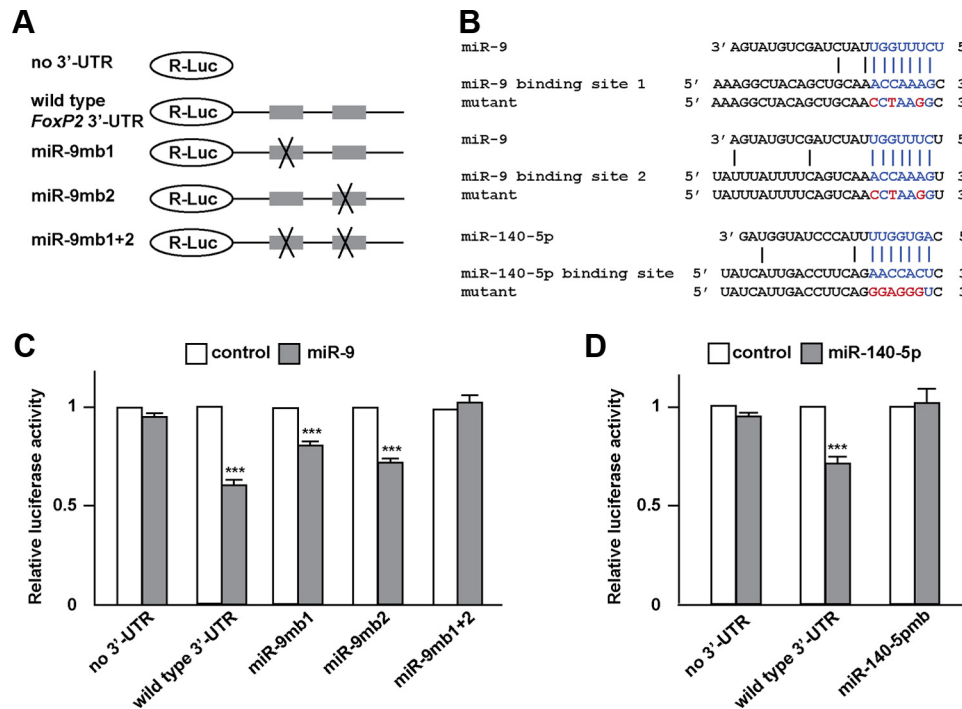 A
no 3'-UTR
R-Luc
wild type
FoxP2 3'-UTR
R-Luc
miR-9mb1
R-Luc
miR-9mb2
R-Luc
miR-9mb1+2
R-Luc
B
miR-9 3' AGUAUGUCGAUCUAUUGGUUUCU 5
miR-9 binding site 1 5' AAAGGCUACAGCUGCAAACCAAAGC 3
mutant 5' AAAGGCUACAGCUGCAACCTAAGGC 3
miR-9 3' AGUAUGUCGAUCUAUUGGUUUCU 5
miR-9 binding site 2 5' UAUUUAUUUUCAGUCAAACCAAAGU 3
mutant 5' UAUUUAUUUUCAGUCAACCTAAGGU 3
miR-140-5p 3' GAUGGUAUCCCAUUUUGGUGAC 5
miR-140-5p binding site 5' UAUCAUUGACCUUCAGAACCACUC 3
mutant 5' UAUCAUUGACCUUCAGGGAGGGUC 3
C
control miR-9
Relative luciferase activity
1
0.5
0
***
***
***
no 3'-UTR
wild type 3'-UTR
miR-9mb1
miR-9mb2
miR-9mb1+2
D
control miR-140-5p
Relative luciferase activity
1
0.5
0
***
no 3'-UTR
wild type 3'-UTR
miR-140-5pmb